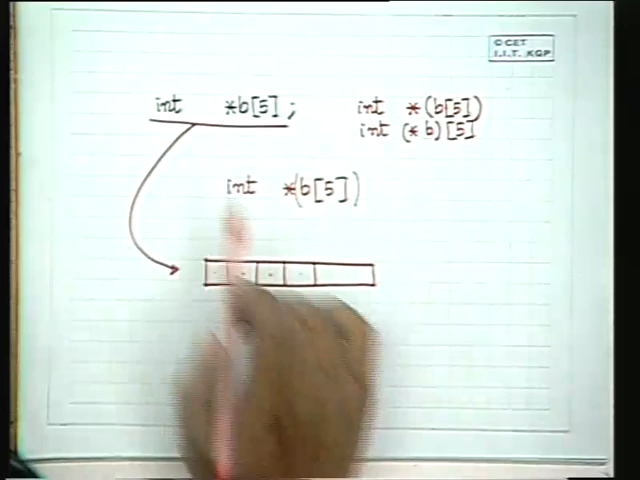 © CET
I.I.T. KGP
int *b[5] ; int *(b[5])
int (*b)[5]
int *(b[5])